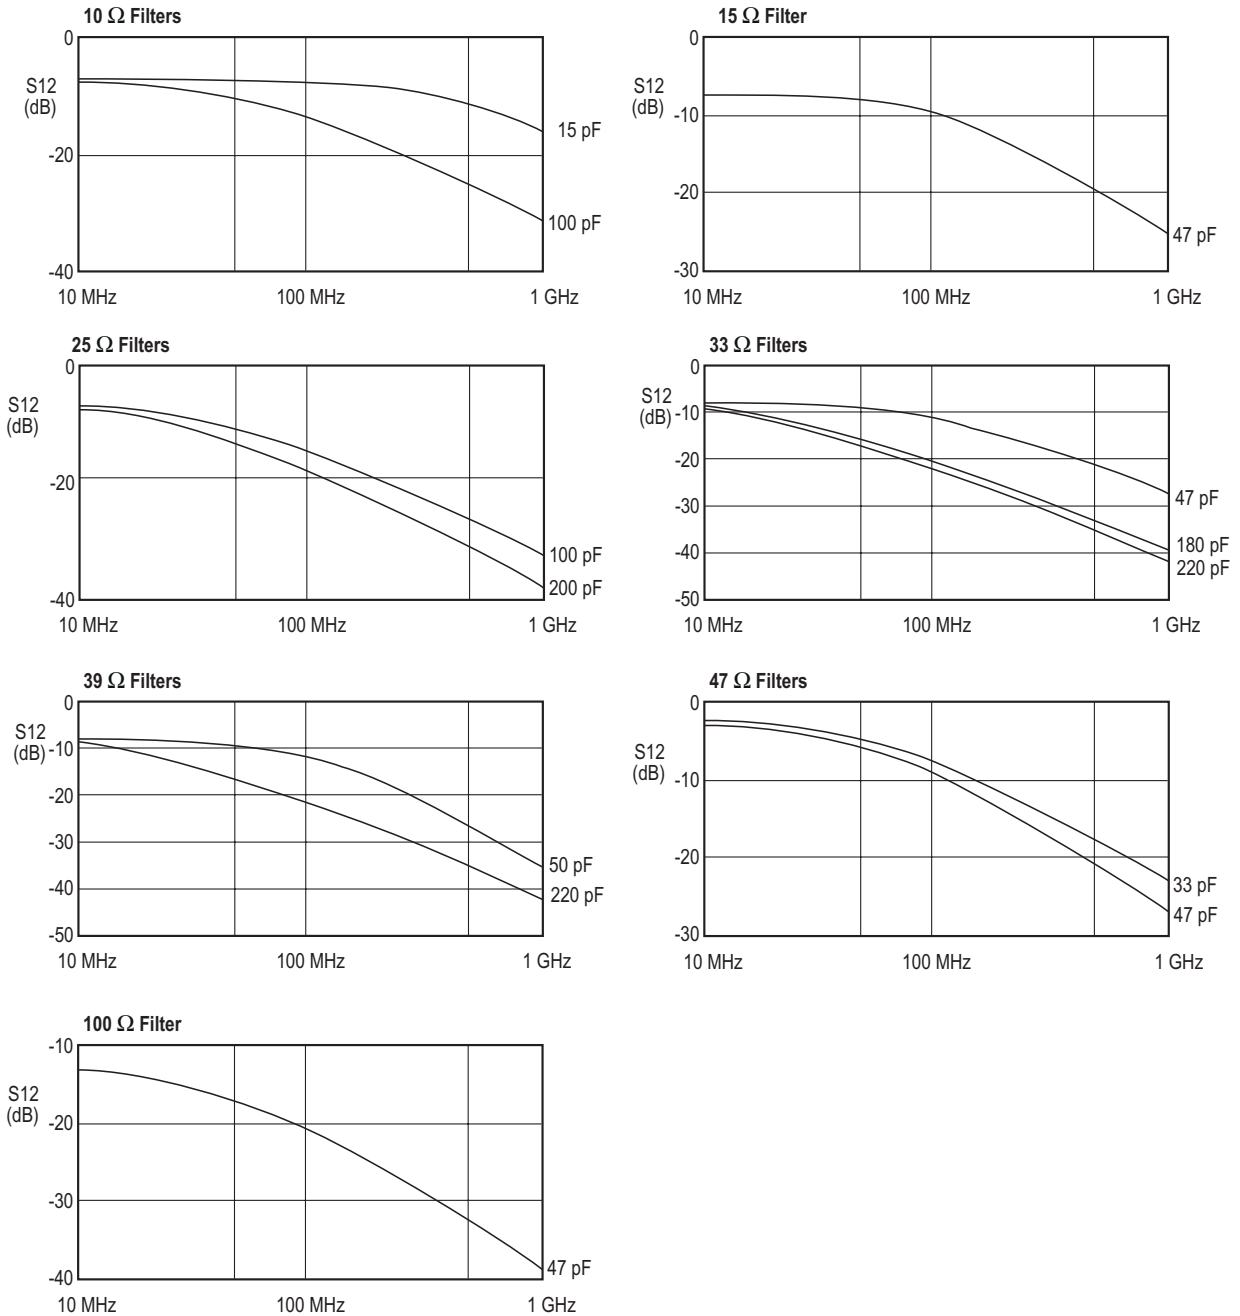 10 Ω Filters
0
S12
(dB)
-20
-40
10 MHz
100 MHz
1 GHz
15 pF
100 pF
15 Ω Filter
0
S12
(dB)
-10
-20
-30
10 MHz
100 MHz
1 GHz
47 pF
25 Ω Filters
0
S12
(dB)
-20
-40
10 MHz
100 MHz
1 GHz
100 pF
200 pF
33 Ω Filters
0
S12
(dB)
-10
-20
-30
-40
-50
10 MHz
100 MHz
1 GHz
47 pF
180 pF
220 pF
39 Ω Filters
0
S12
(dB)
-10
-20
-30
-40
-50
10 MHz
100 MHz
1 GHz
50 pF
220 pF
47 Ω Filters
0
S12
(dB)
-10
-20
-30
10 MHz
100 MHz
1 GHz
33 pF
47 pF
100 Ω Filter
-10
S12
(dB)
-20
-30
-40
10 MHz
100 MHz
1 GHz
47 pF